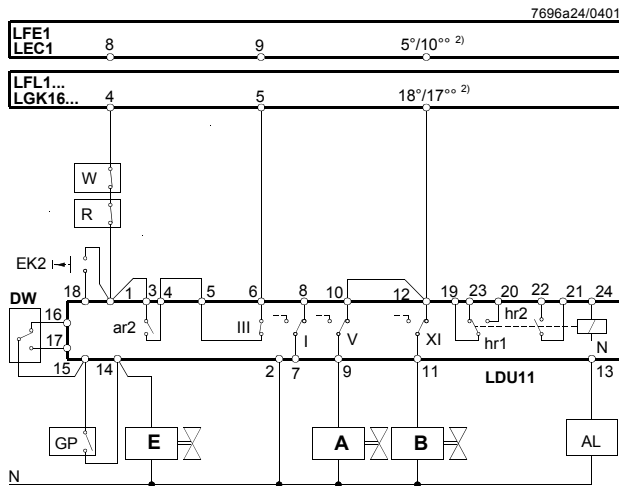 7696a24/0401
LFE1
LEC1
8 9 5°/10°° 2)
LFL1...
LGK16...
4 5 18°/17°° 2)
W
R
EK2
18 1 3 4 5 6 8 10 12 19 23 20 22 21 24
DW
16
17
ar2 III I V XI hr1 hr2 N
15 14 2 7 9 11 LDU11 13
GP E A B AL
N